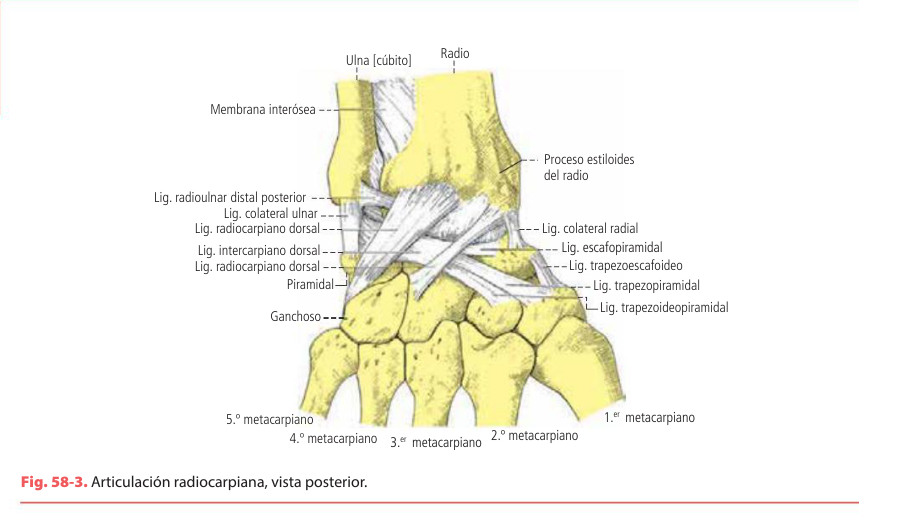 Ulna [cúbito]
Radio
Membrana interósea
Proceso estiloides
del radio
Lig. radioulnar distal posterior
Lig. colateral ulnar
Lig. radiocarpiano dorsal
Lig. intercarpiano dorsal
Lig. radiocarpiano dorsal
Piramidal
Ganchoso
Lig. colateral radial
Lig. escafopiramidal
Lig. trapezoescafoideo
Lig. trapezopiramidal
Lig. trapezoideopiramidal
5.º metacarpiano
4.º metacarpiano
3.er metacarpiano
2.º metacarpiano
1.er metacarpiano
Fig. 58-3. Articulación radiocarpiana, vista posterior.